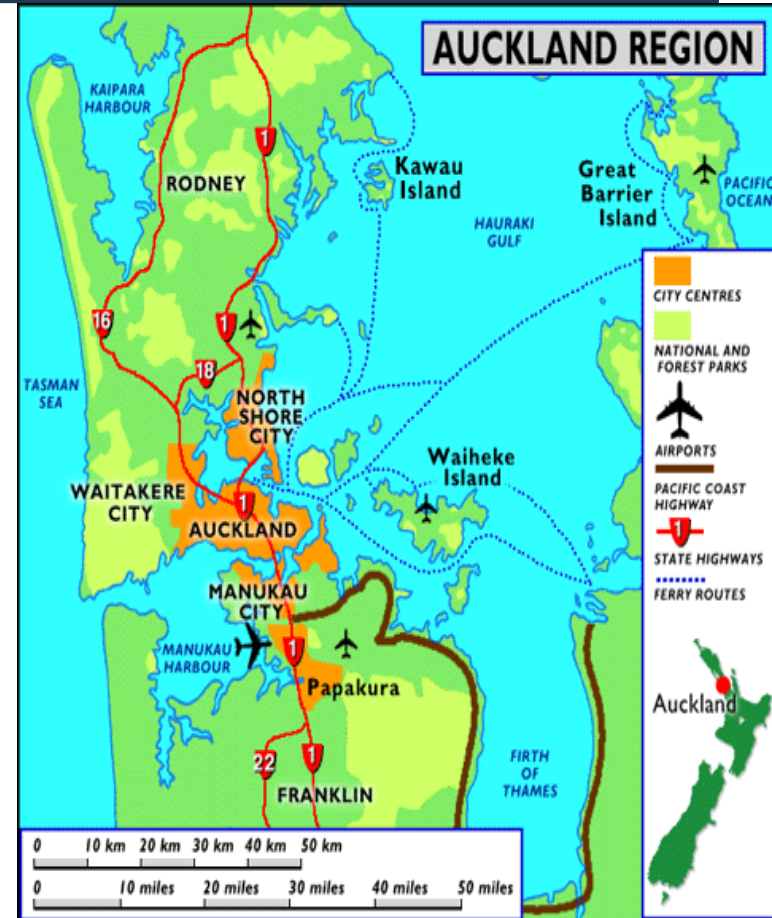 AUCKLAND REGION
KAIPARA
HARBOUR
1
RODNEY
Kawau
Island
Great
Barrier
Island
PACIFIC
OCEAN
HAURAKI
GULF
16
1
18
TASMAN
SEA
NORTH
SHORE
CITY
WAITAKERE
CITY
1
AUCKLAND
Waiheke
Island
MANUKAU
CITY
MANUKAU
HARBOUR
1
Papakura
22
1
FRANKLIN
FIRTH
OF
THAMES
CITY CENTRES
NATIONAL AND
FOREST PARKS
AIRPORTS
PACIFIC COAST
HIGHWAY
1
STATE HIGHWAYS
FERRY ROUTES
Auckland
0 10 km 20 km 30 km 40 km 50 km
0 10 miles 20 miles 30 miles 40 miles 50 miles